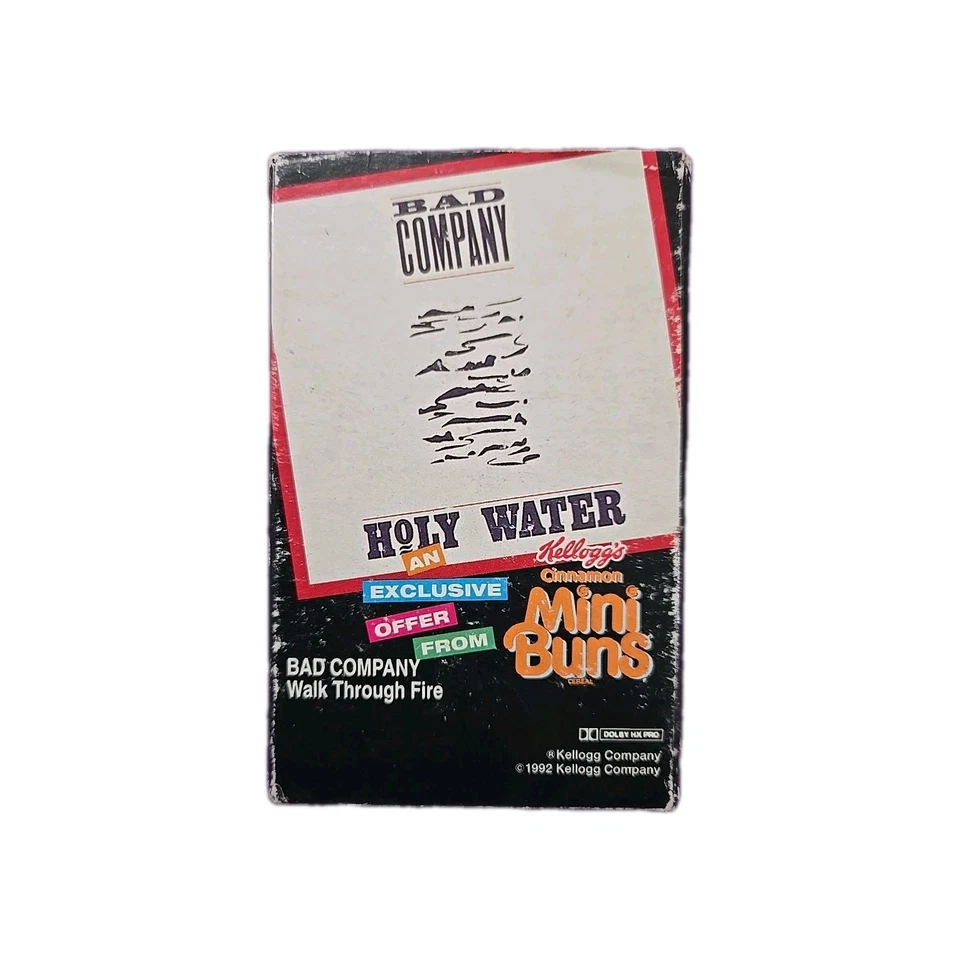 BAD
COMPANY
HOLY WATER
AN
EXCLUSIVE
OFFER
FROM
Kellogg's
Cinnamon
Mini
Buns
CEREAL
BAD COMPANY
Walk Through Fire
DOLBY HX PRO
® Kellogg Company
© 1992 Kellogg Company